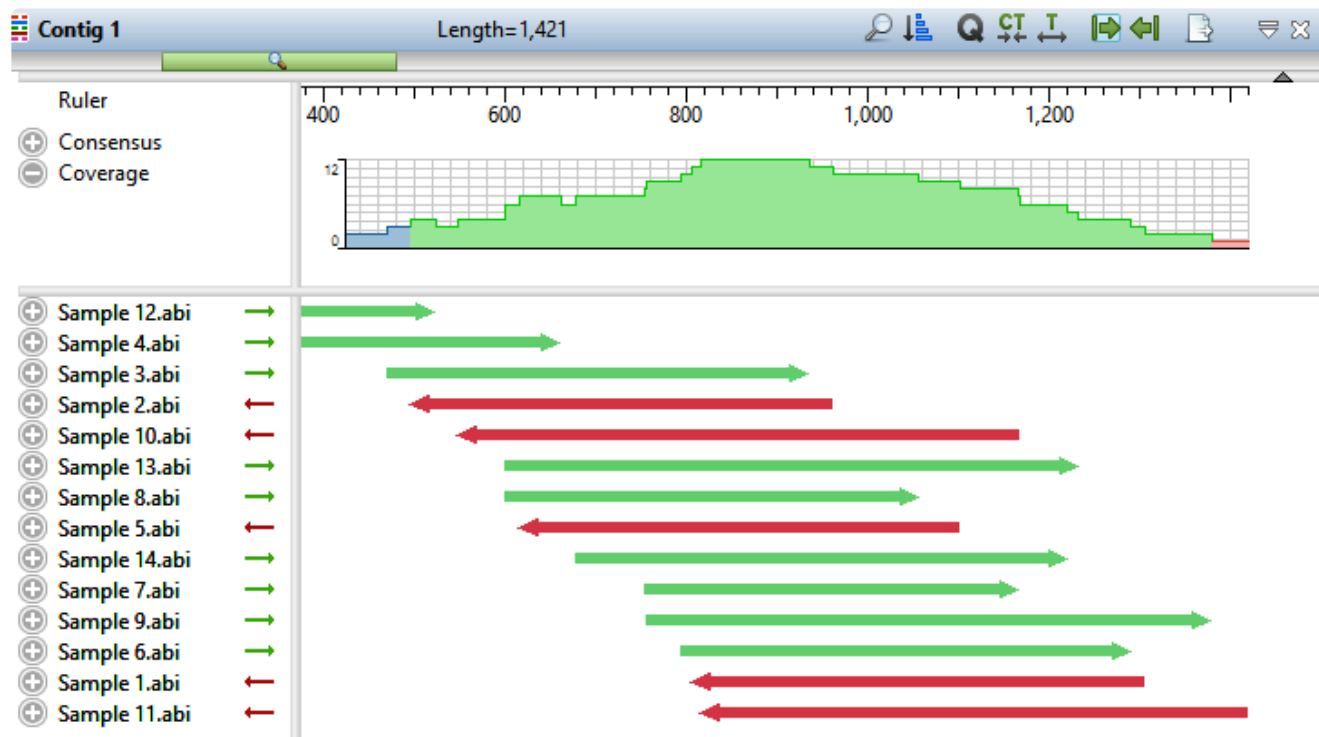 Contig 1 Length=1,421 Q CT T
Ruler 400 600 800 1,000 1,200
Consensus
Coverage 12
0
Sample 12.abi
Sample 4.abi
Sample 3.abi
Sample 2.abi
Sample 10.abi
Sample 13.abi
Sample 8.abi
Sample 5.abi
Sample 14.abi
Sample 7.abi
Sample 9.abi
Sample 6.abi
Sample 1.abi
Sample 11.abi